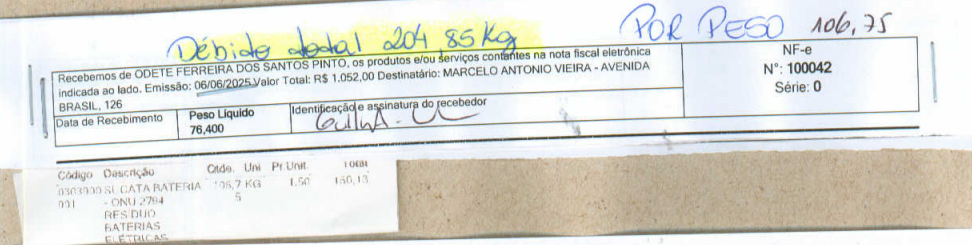 Débito total 204 85 Kg
POR PESO 106,75
Recebemos de ODETE FERREIRA DOS SANTOS PINTO, os produtos e/ou serviços contantes na nota fiscal eletrônica
indicada ao lado. Emissão: 06/06/2025 Valor Total: R$ 1.052,00 Destinatário: MARCELO ANTONIO VIEIRA - AVENIDA
BRASIL, 126
NF-e
N°: 100042
Série: 0
Data de Recebimento
Peso Líquido
76,400
Identificação e assinatura do recebedor
Código Descrição Qtde. Uni Pr.Unit. Total
SUCATA BATERIA 106,7 KG 1,50 160,13
001 - ONU 2794 5
RESIDUO
BATERIAS
ELÉTRICAS